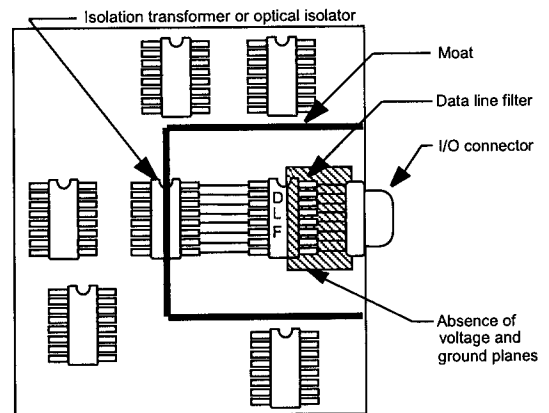 Isolation transformer or optical isolator
Moat
Data line filter
I/O connector
D
L
F
Absence of
voltage and
ground planes